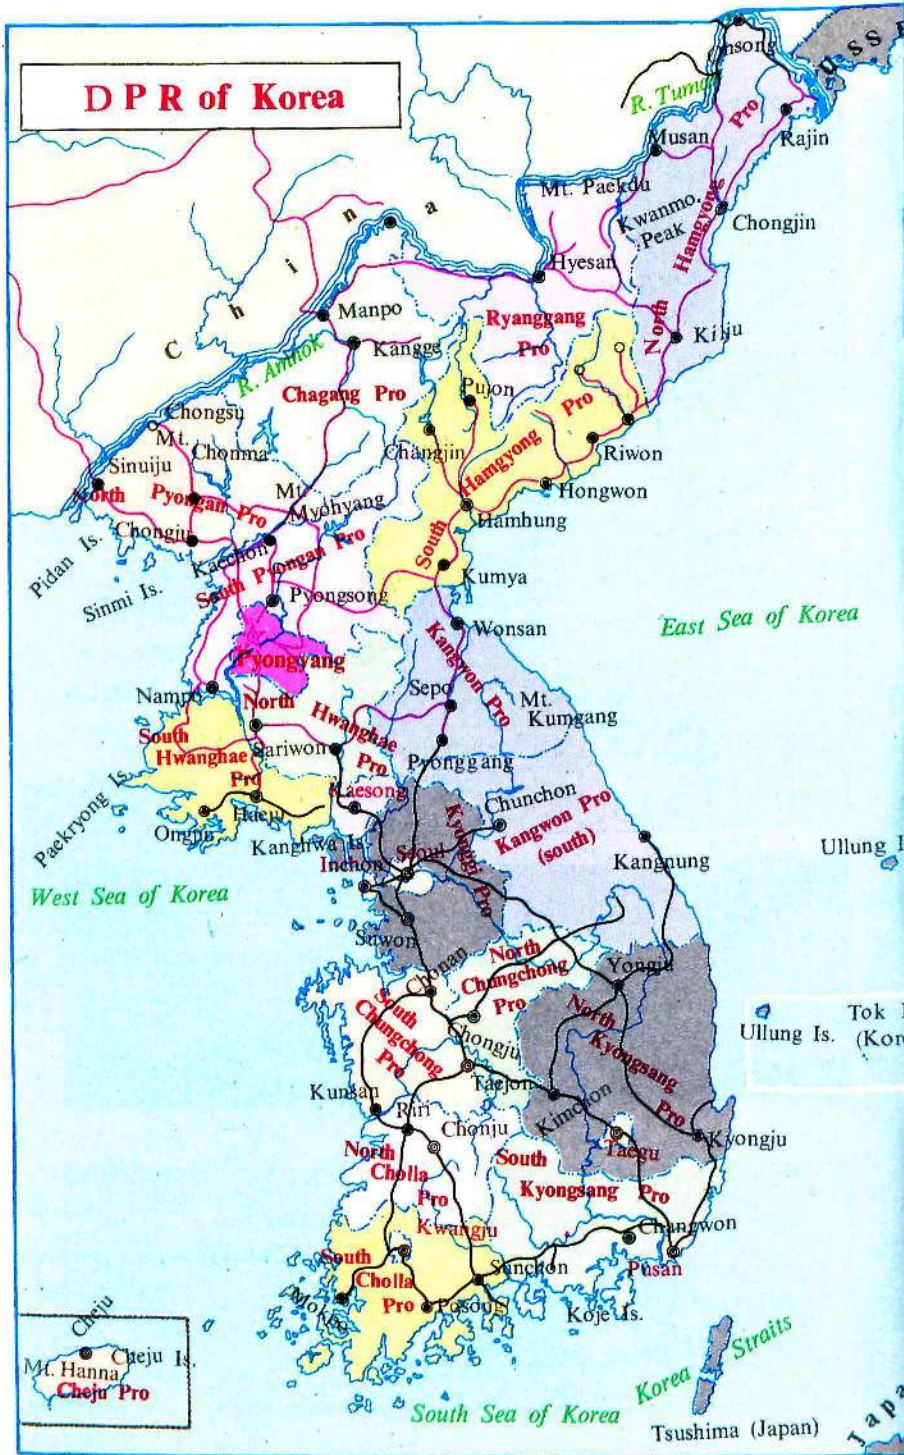 DPR of Korea
USSR
onsong
R. Tuman
Pro
Rajin
Musan
Mt. Paekdu
Kwanmo.
Peak
Hamgyong
Chongjin
China
Hyesan
Manpo
Ryanggang
Pro
North
Kilju
R. Amnok
Kangge
Chagang Pro
Pujon
Pro
Chongsu
Mt.
Chonma
Changjin
Hamgyong
Riwon
Sinuiju
North
Pyongan Pro
Mt.
Myohyang
Hongwon
Hamhung
Chongju
Kaechon
South Pyongan Pro
South
Pidan Is.
Sinmi Is.
Kumya
Pyongsong
Wonsan
East Sea of Korea
Pyongyang
Kangwon Pro
Nampo
North
Hwanghae
Pro
Sepo
Mt.
Kumgang
South
Hwanghae
Pro
Sariwon
Pyonggang
Paekryong Is.
Kaesong
Haeju
Ongjin
Kanghwa Is.
Chunchon
Kyonggi Pro
Kangwon Pro
(south)
Kangnung
Ullung I
Inchon
Seoul
West Sea of Korea
Suwon
Chonan
North
Chungchong
Pro
Yongju
South
Chungchong
Pro
Chongju
North
Kyongsang
Pro
Tok I
Ullung Is.
(Kor
Kunsan
Taejon
Kimchon
Riri
Chonju
Taegu
Kyongju
North
Cholla
Pro
South
Kyongsang Pro
Kwangju
Changwon
South
Cholla
Pro
Sunchon
Pusan
Mokpo
Posong
Koje Is.
Cheju
Cheju Is.
Mt. Hanna
Cheju Pro
Korea Straits
South Sea of Korea
Tsushima (Japan)
Japa